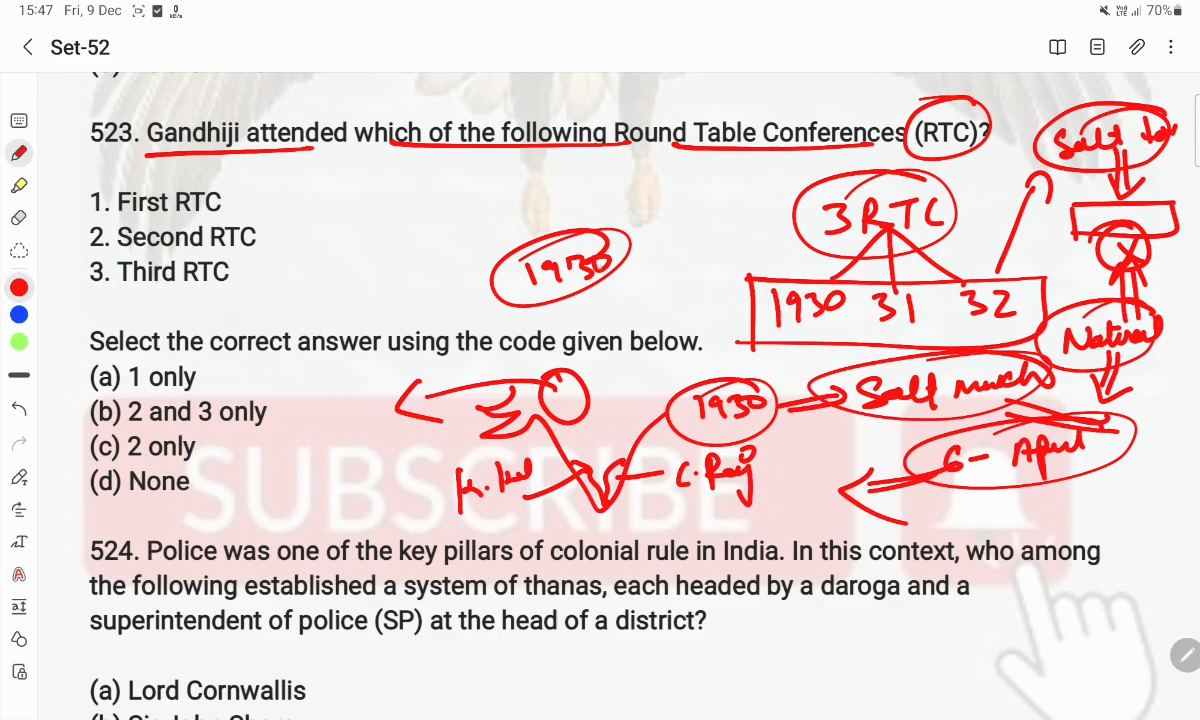 15:47 Fri, 9 Dec
70%
Set-52
523. Gandhiji attended which of the following Round Table Conferences (RTC)?
Salt
1. First RTC
2. Second RTC
3. Third RTC
3 RTC
1930
1930 31 32
Natural
Select the correct answer using the code given below.
(a) 1 only
(b) 2 and 3 only
(c) 2 only
(d) None
1930
Salt march
6- April
C. Raj
SUBSCRIBE
524. Police was one of the key pillars of colonial rule in India. In this context, who among
the following established a system of thanas, each headed by a daroga and a
superintendent of police (SP) at the head of a district?
(a) Lord Cornwallis